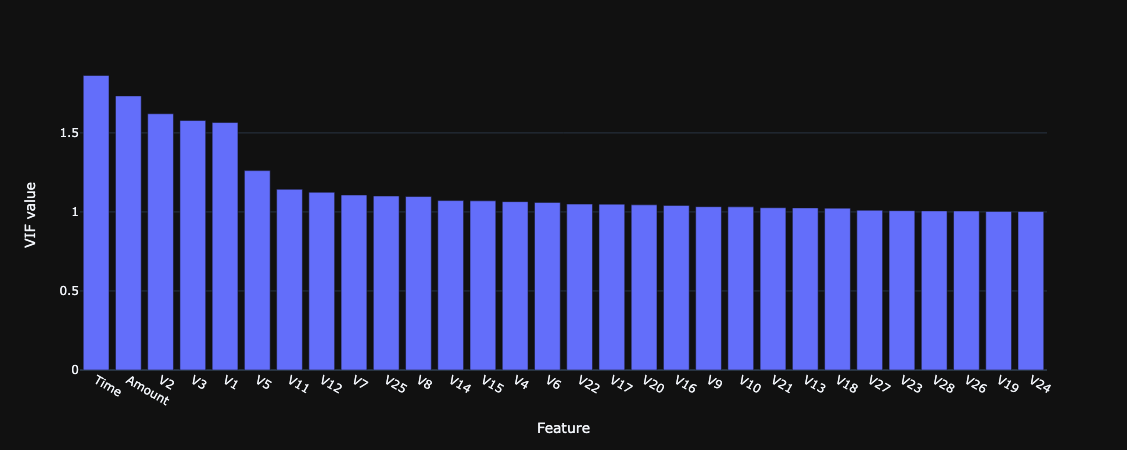 1.5
1
0.5
0
VIF value
Time Amount V2 V3 V1 V5 V11 V12 V7 V25 V8 V14 V15 V4 V6 V22 V17 V20 V16 V9 V10 V21 V13 V18 V27 V23 V28 V26 V19 V24
Feature